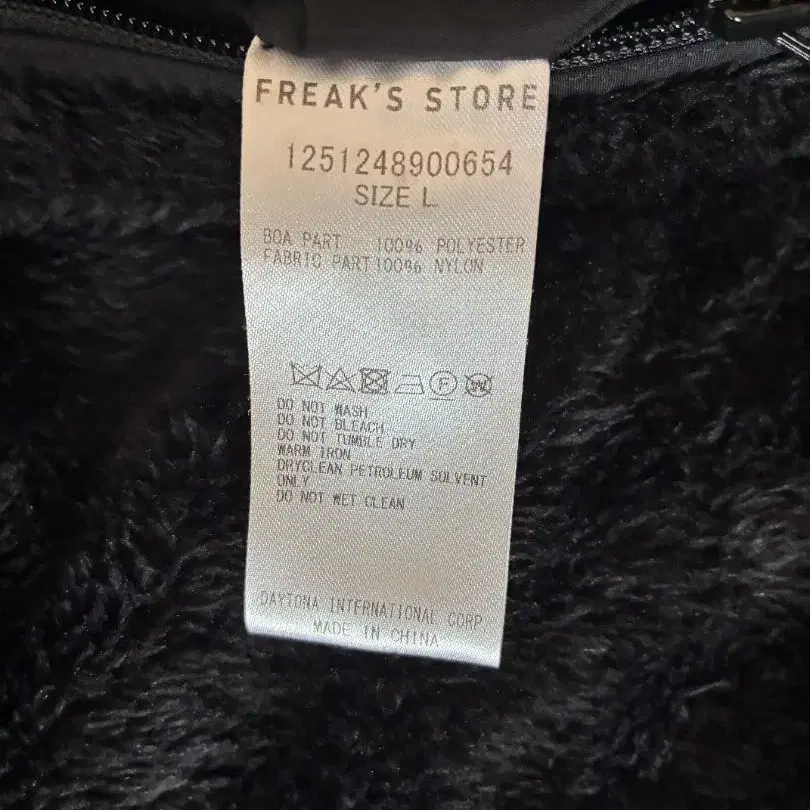 FREAK'S STORE
1251248900654
SIZE L
BOA PART 100% POLYESTER
FABRIC PART 100% NYLON
F
W
DO NOT WASH
DO NOT BLEACH
DO NOT TUMBLE DRY
WARM IRON
DRYCLEAN PETROLEUM SOLVENT
ONLY
DO NOT WET CLEAN
DAYTONA INTERNATIONAL CORP
MADE IN CHINA